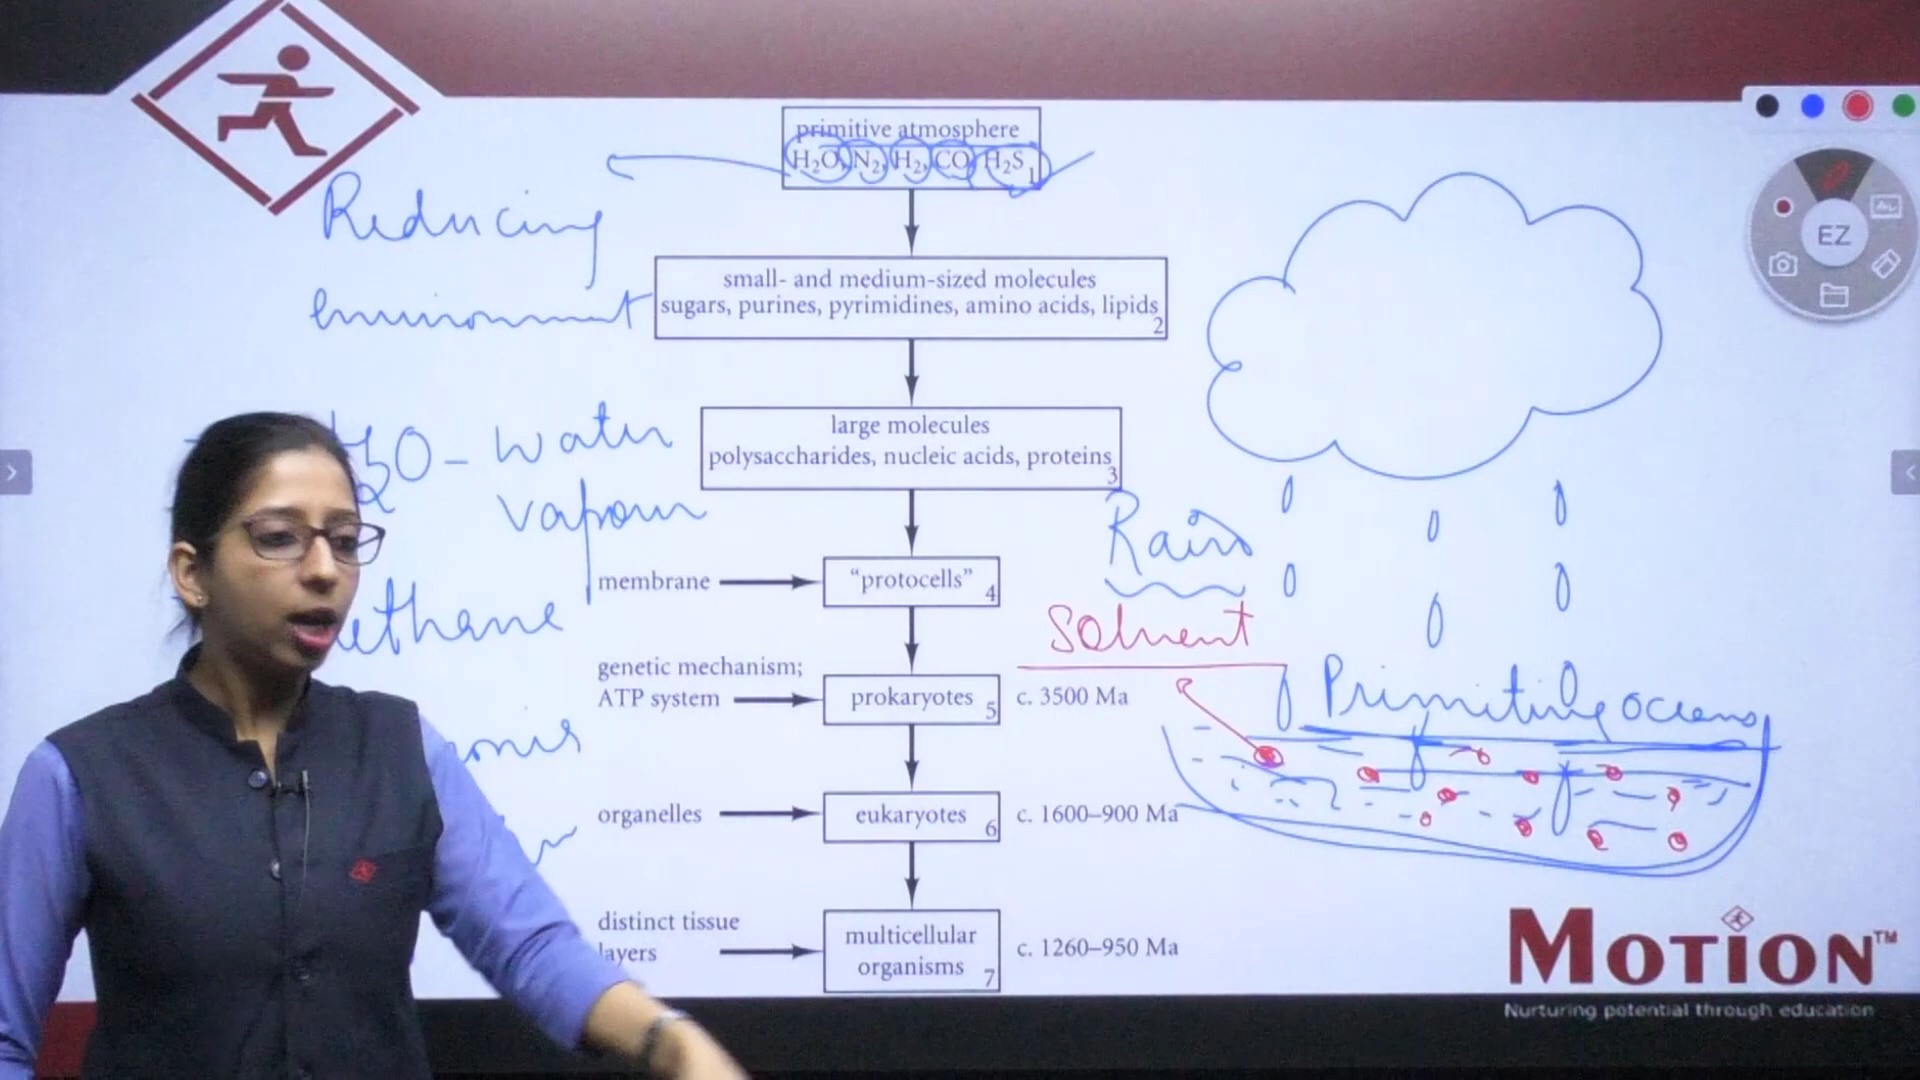 primitive atmosphere
H₂O, N₂, H₂, CO, H₂S
1
Reducing
environment
small- and medium-sized molecules
sugars, purines, pyrimidines, amino acids, lipids
2
large molecules
polysaccharides, nucleic acids, proteins
3
H₂O - water
vapour
Rain
membrane
"protocells"
4
Solvent
genetic mechanism;
ATP system
prokaryotes
5
c. 3500 Ma
Primitive oceans
organelles
eukaryotes
6
c. 1600–900 Ma
distinct tissue
layers
multicellular
organisms
7
c. 1260–950 Ma
EZ
MOTION™
Nurturing potential through education